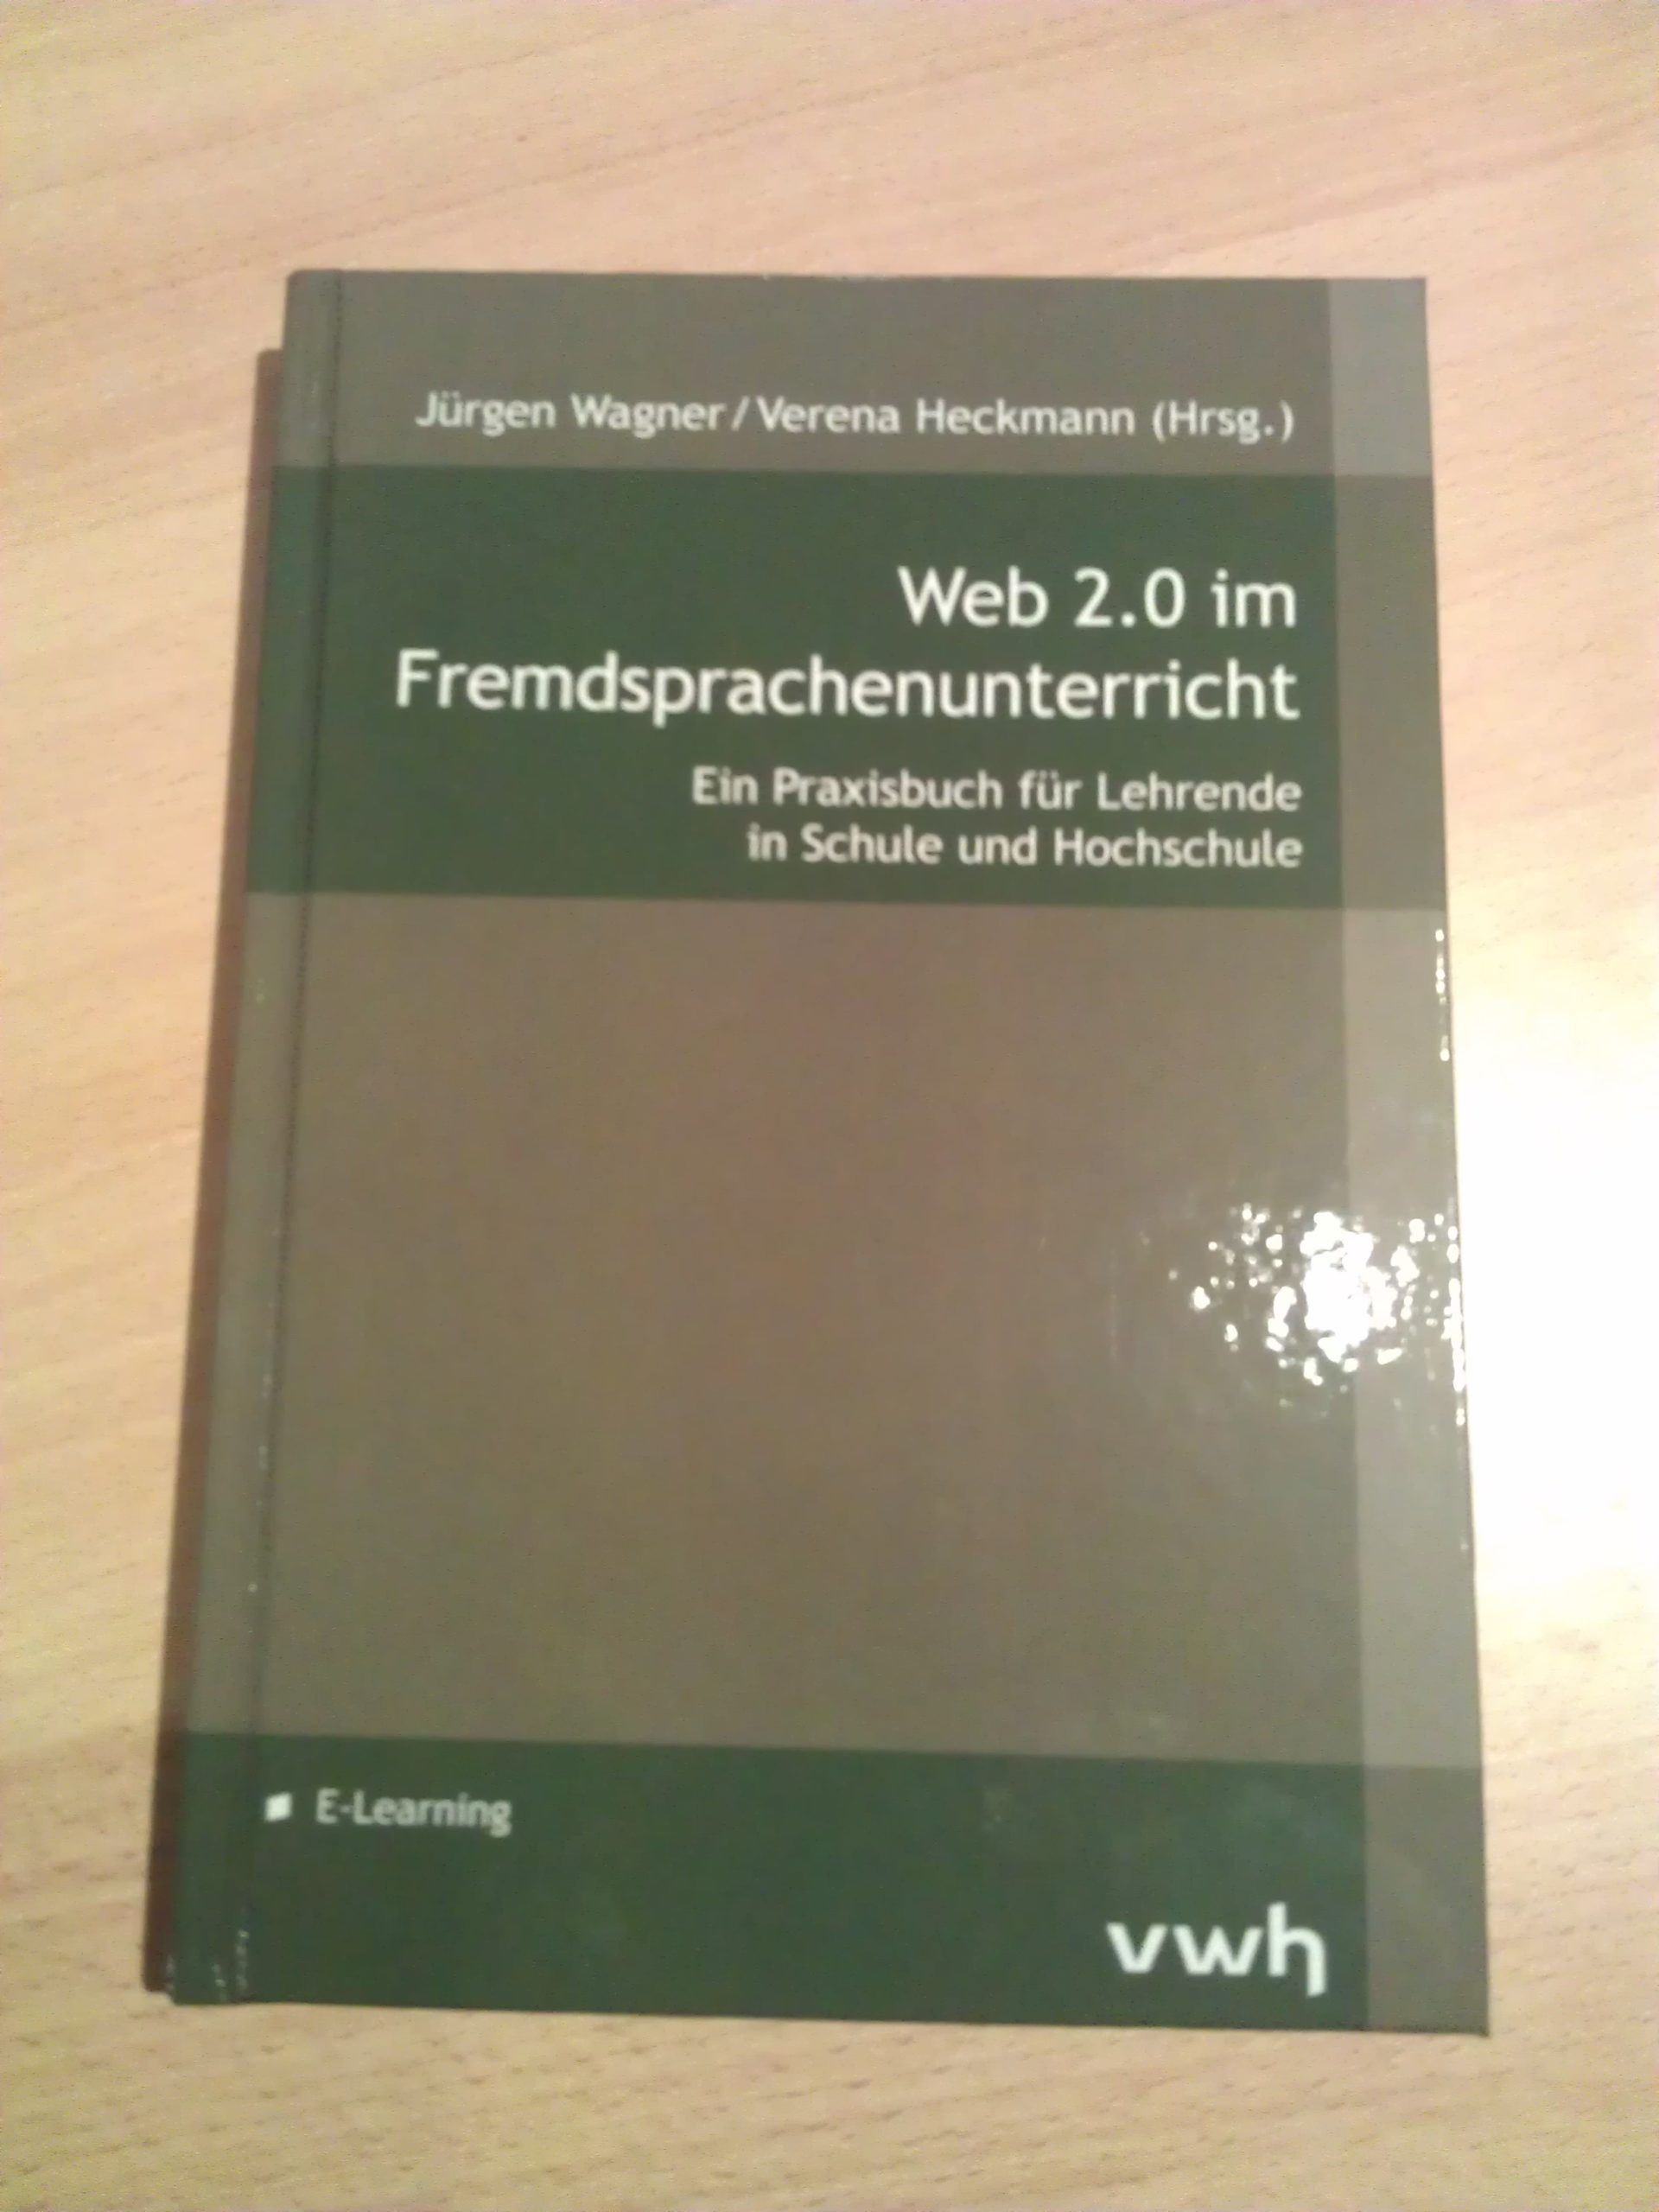 Jürgen Wagner/Verena Heckmann (Hrsg.)
Web 2.0 im
Fremdsprachenunterricht
Ein Praxisbuch für Lehrende
in Schule und Hochschule
E-Learning
vwh